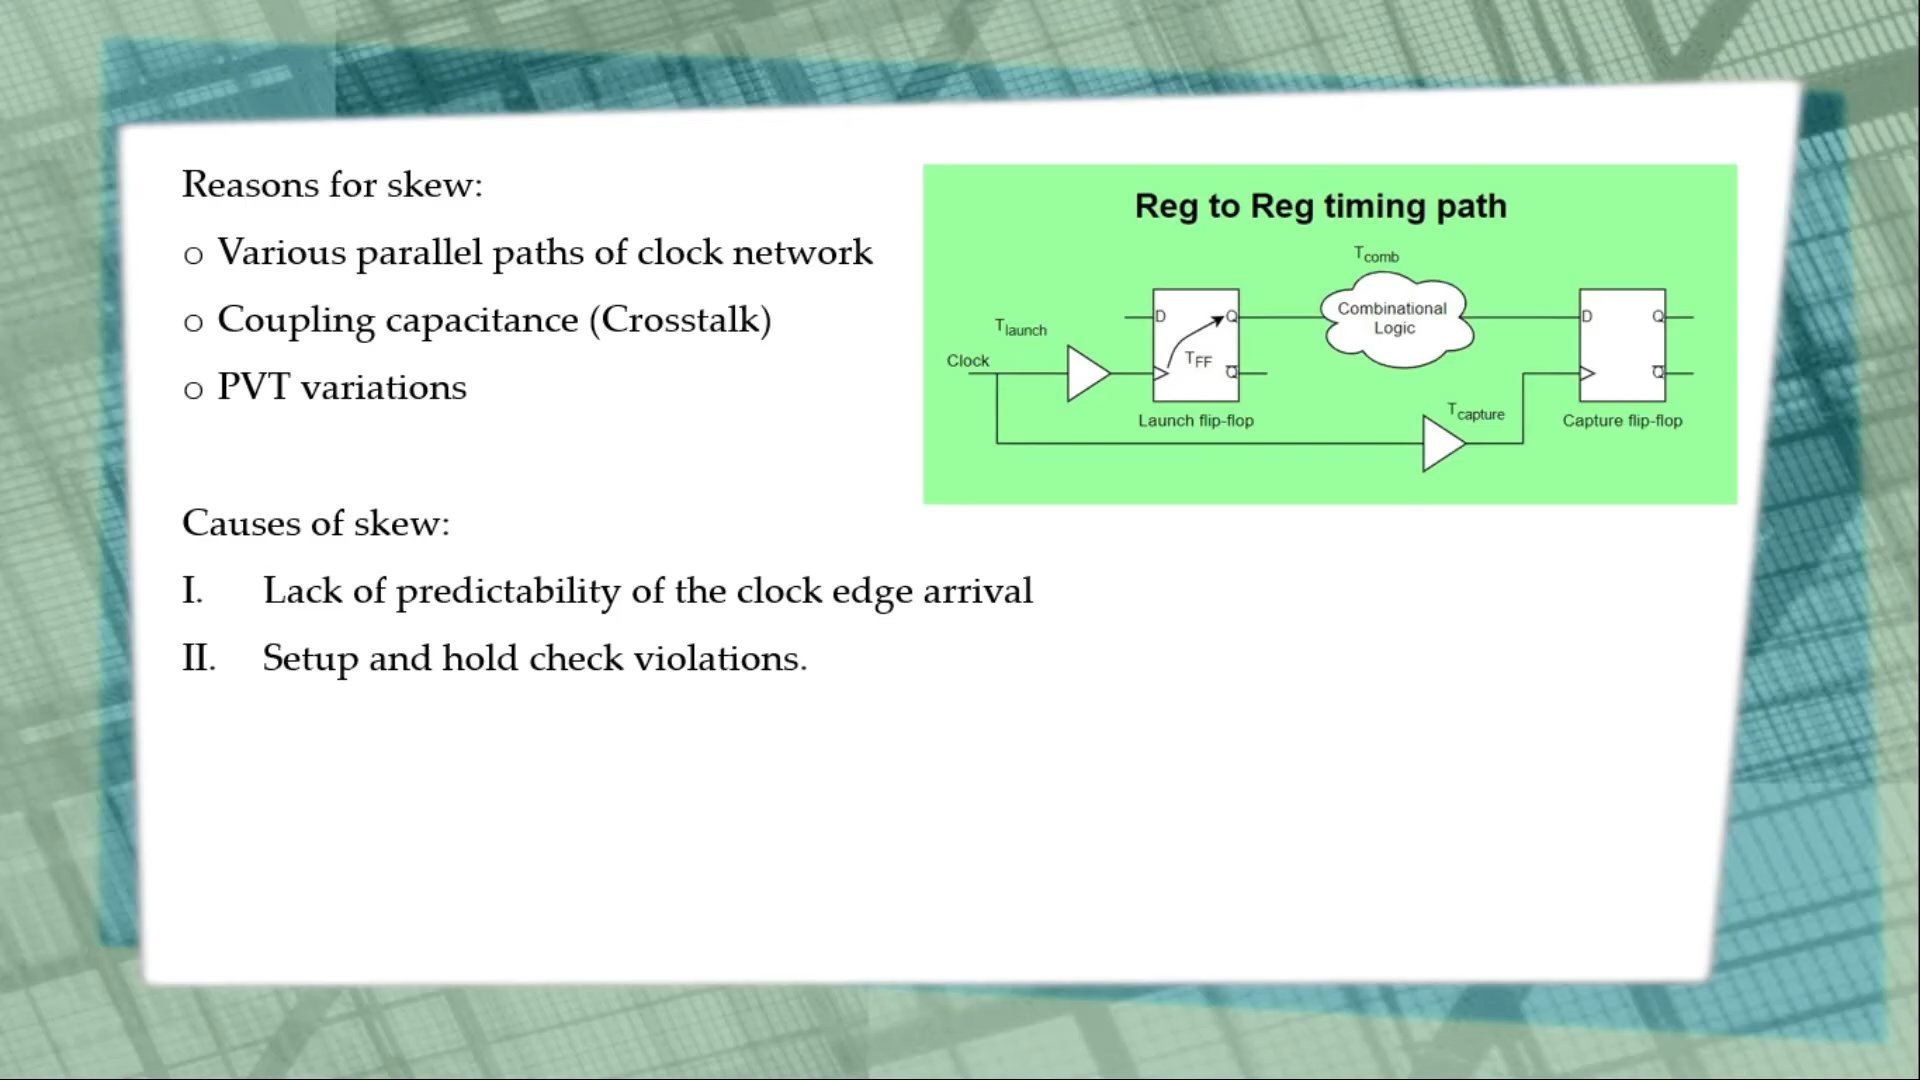 Reasons for skew:
o Various parallel paths of clock network
o Coupling capacitance (Crosstalk)
o PVT variations
Causes of skew:
I. Lack of predictability of the clock edge arrival
II. Setup and hold check violations.
Reg to Reg timing path
Tcomb
Combinational
Logic
Tlaunch
Clock
D
Q
TFF
Q̅
Launch flip-flop
Tcapture
D
Q
Q̅
Capture flip-flop